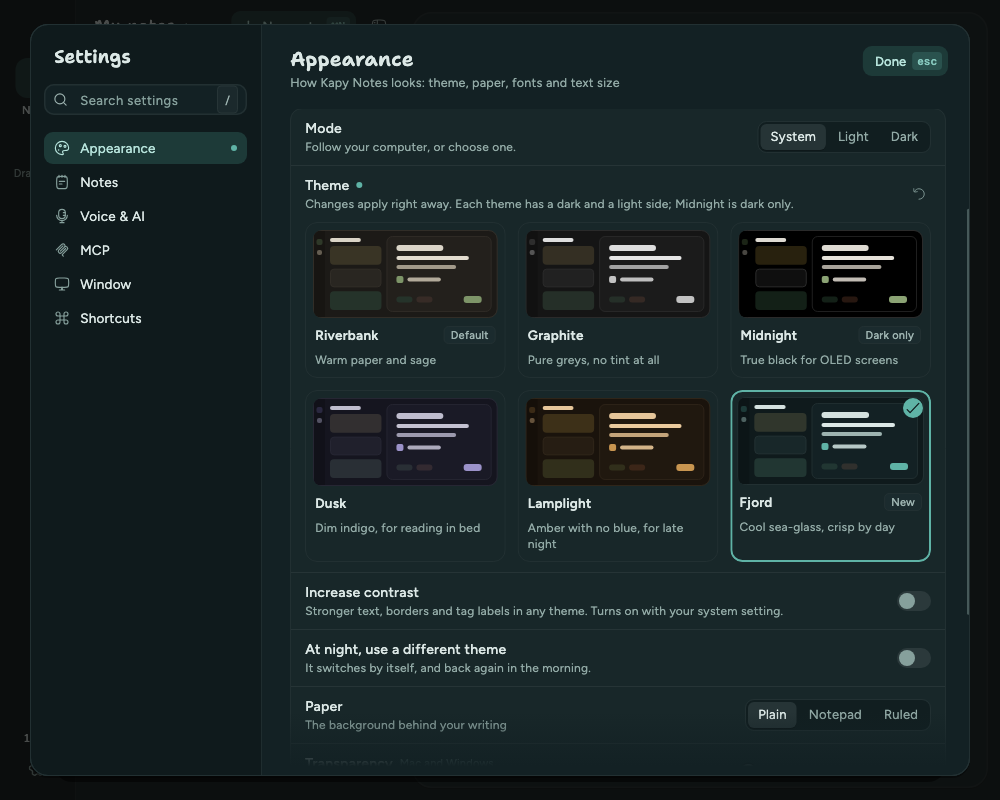 My notes
Settings
Search settings /
Appearance
Notes
Voice & AI
MCP
Window
Shortcuts
Appearance
How Kapy Notes looks: theme, paper, fonts and text size
Done esc
Mode
Follow your computer, or choose one.
System Light Dark
Theme
Changes apply right away. Each theme has a dark and a light side; Midnight is dark only.
Riverbank Default
Warm paper and sage
Graphite
Pure greys, no tint at all
Midnight Dark only
True black for OLED screens
Dusk
Dim indigo, for reading in bed
Lamplight
Amber with no blue, for late
night
Fjord New
Cool sea-glass, crisp by day
Increase contrast
Stronger text, borders and tag labels in any theme. Turns on with your system setting.
At night, use a different theme
It switches by itself, and back again in the morning.
Paper
The background behind your writing
Plain Notepad Ruled
Transparency Mac and Windows